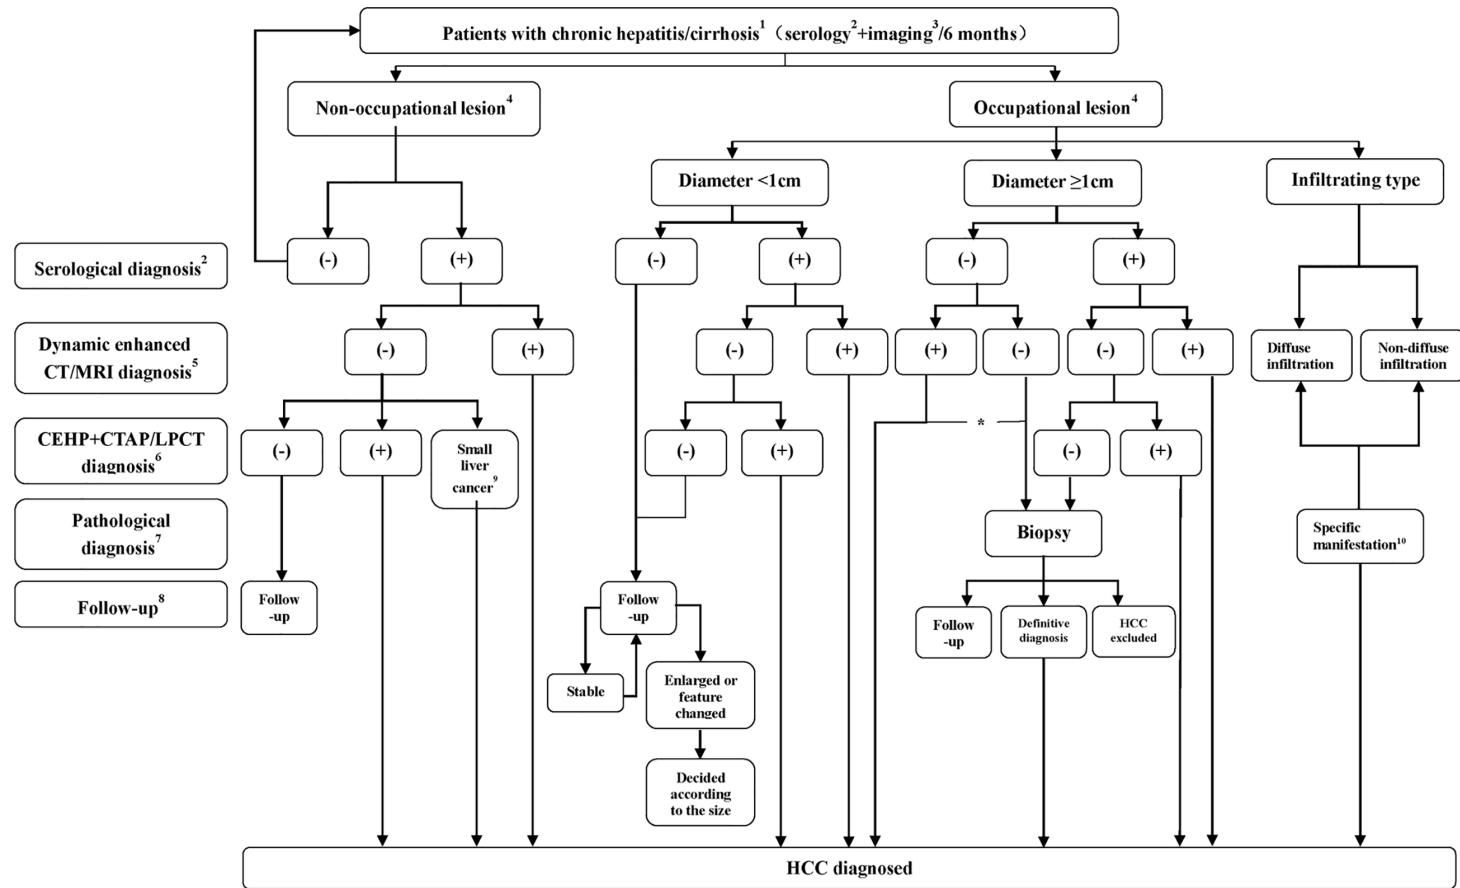 Patients with chronic hepatitis/cirrhosis1（serology2+imaging3/6 months）
Non-occupational lesion4
Occupational lesion4
Diameter <1cm
Diameter ≥1cm
Infiltrating type
Serological diagnosis2
(-)
(+)
(-)
(+)
(-)
(+)
Dynamic enhanced
CT/MRI diagnosis5
(-)
(+)
(-)
(+)
(+)
(-)
(-)
(+)
Diffuse
infiltration
Non-diffuse
infiltration
CEHP+CTAP/LPCT
diagnosis6
(-)
(+)
Small
liver
cancer9
(-)
(+)
*
(-)
(+)
Pathological
diagnosis7
Biopsy
Specific
manifestation10
Follow-up8
Follow
-up
Follow
-up
Follow
-up
Definitive
diagnosis
HCC
excluded
Stable
Enlarged or
feature
changed
Decided
according
to the size
HCC diagnosed